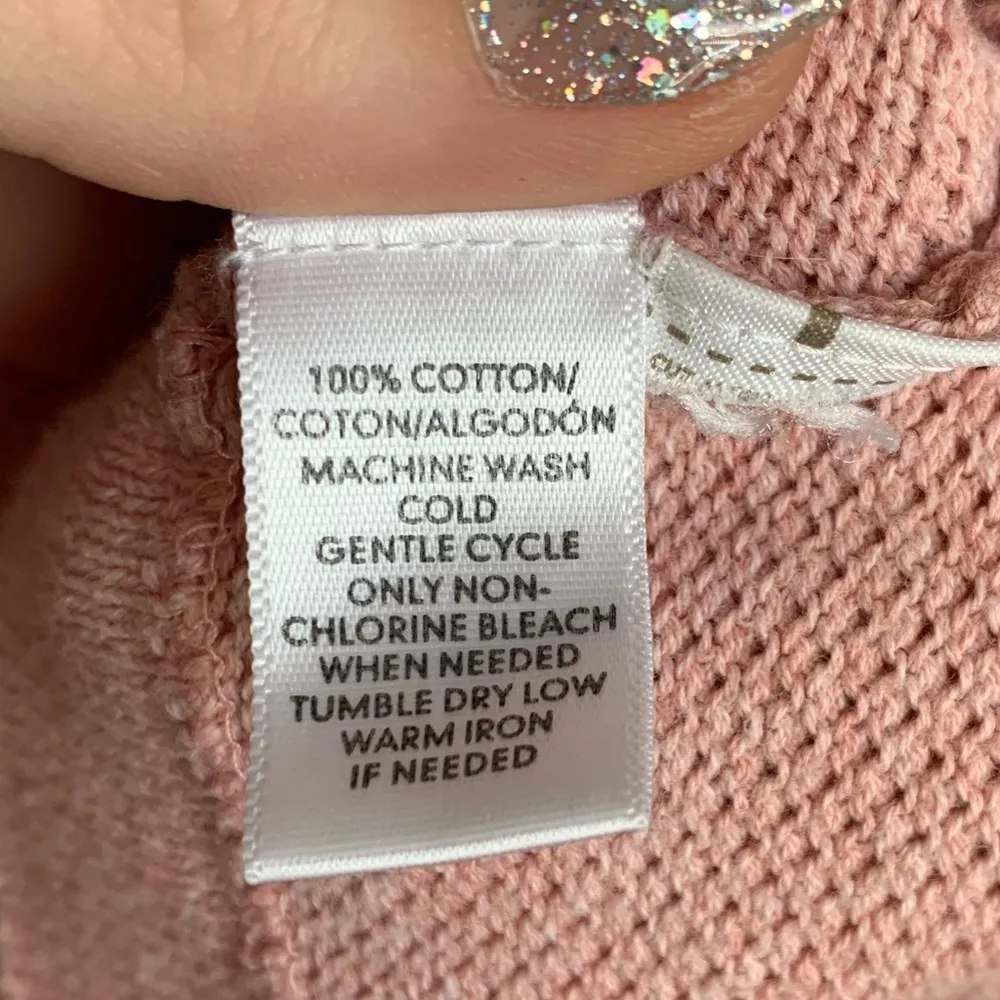 100% COTTON/
COTON/ALGODÓN
MACHINE WASH
COLD
GENTLE CYCLE
ONLY NON-
CHLORINE BLEACH
WHEN NEEDED
TUMBLE DRY LOW
WARM IRON
IF NEEDED
CUT